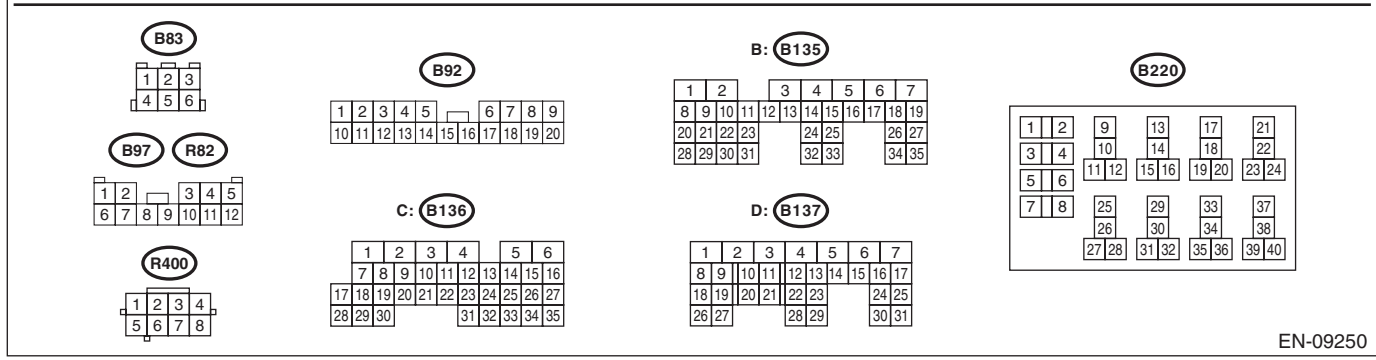 B83
1 2 3
4 5 6
B97 R82
1 2 3 4 5
6 7 8 9 10 11 12
R400
1 2 3 4
5 6 7 8
B92
1 2 3 4 5 6 7 8 9
10 11 12 13 14 15 16 17 18 19 20
C: B136
1 2 3 4 5 6
7 8 9 10 11 12 13 14 15 16
17 18 19 20 21 22 23 24 25 26 27
28 29 30 31 32 33 34 35
B: B135
1 2 3 4 5 6 7
8 9 10 11 12 13 14 15 16 17 18 19
20 21 22 23 24 25 26 27
28 29 30 31 32 33 34 35
D: B137
1 2 3 4 5 6 7
8 9 10 11 12 13 14 15 16 17
18 19 20 21 22 23 24 25
26 27 28 29 30 31
B220
1 2 9 13 17 21
3 4 10 14 18 22
5 6 11 12 15 16 19 20 23 24
7 8 25 29 33 37
26 30 34 38
27 28 31 32 35 36 39 40
EN-09250